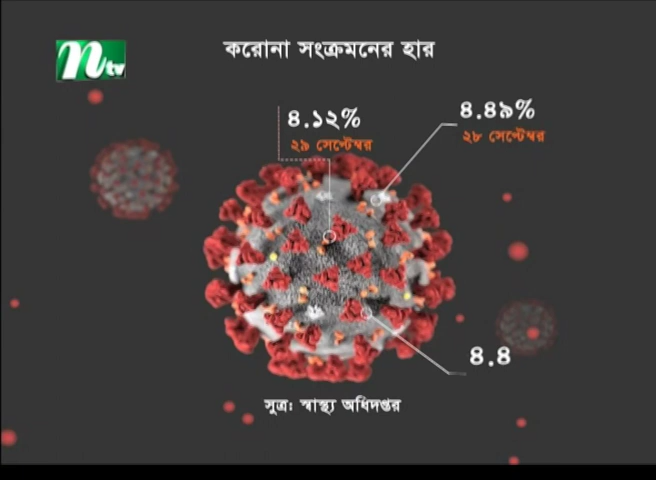 করোনা সংক্রমনের হার
ntv
৪.১২%
২৯ সেপ্টেম্বর
৪.৪৯%
২৮ সেপ্টেম্বর
৪.৪
সুত্র: স্বাস্থ্য অধিদপ্তর